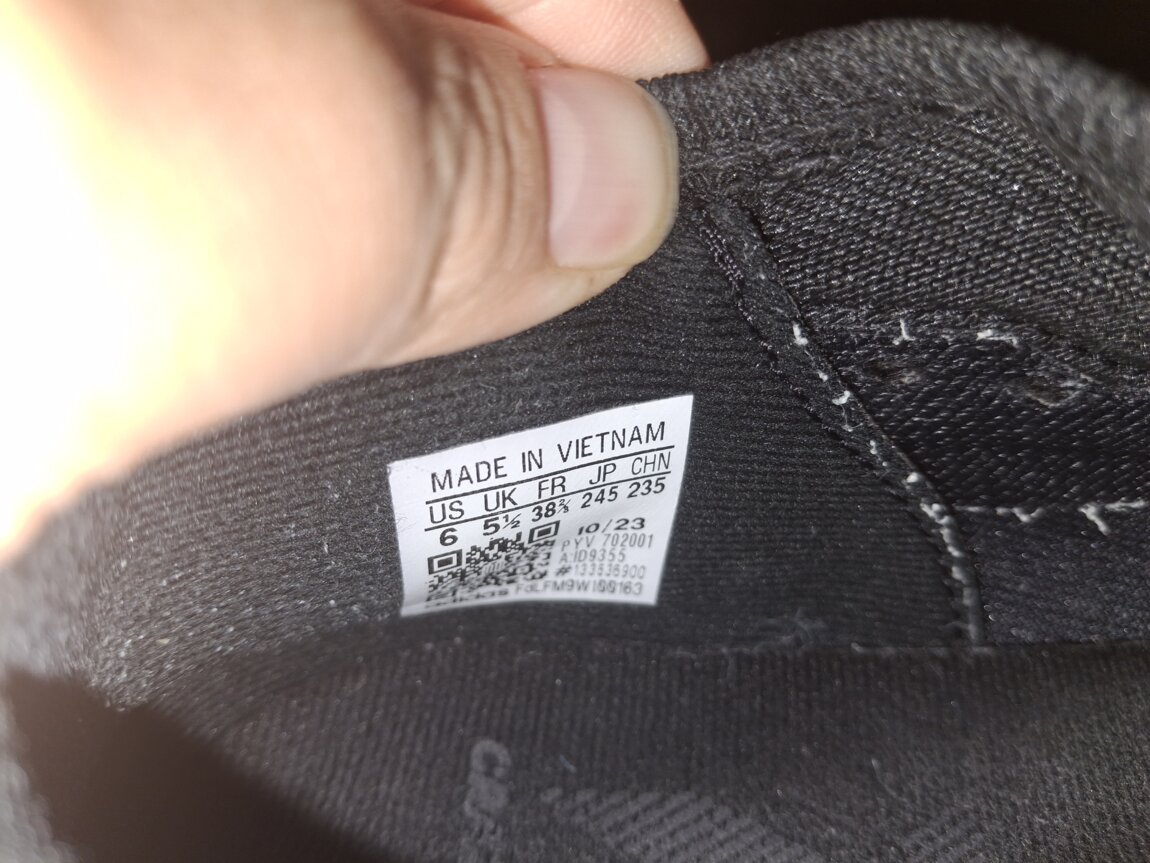 MADE IN VIETNAM
US UK FR JP CHN
6 5½ 38⅔ 245 235
10/23
PYV 702001
A:ID9355
adidas